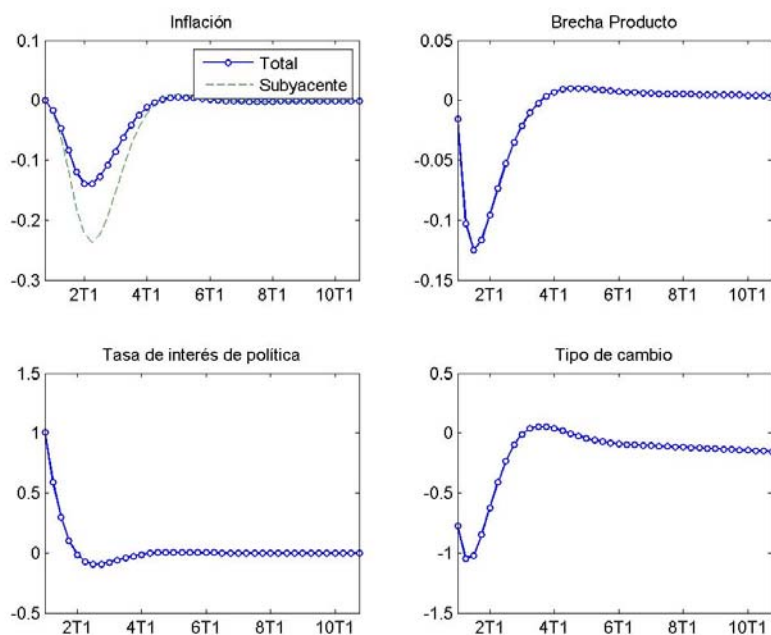 Inflación
0.1
0
-0.1
-0.2
-0.3
Total
Subyacente
2T1 4T1 6T1 8T1 10T1
Brecha Producto
0.05
0
-0.05
-0.1
-0.15
2T1 4T1 6T1 8T1 10T1
Tasa de interés de política
1.5
1
0.5
0
-0.5
2T1 4T1 6T1 8T1 10T1
Tipo de cambio
0.5
0
-0.5
-1
-1.5
2T1 4T1 6T1 8T1 10T1